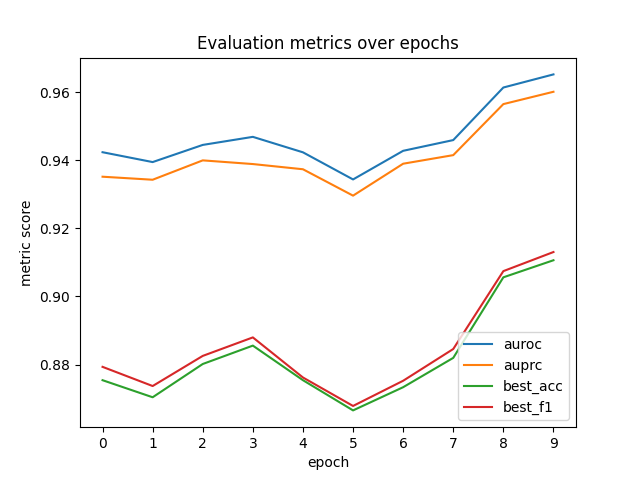 Evaluation metrics over epochs
metric score
0.96
0.94
0.92
0.90
0.88
0 1 2 3 4 5 6 7 8 9
epoch
auroc
auprc
best_acc
best_f1